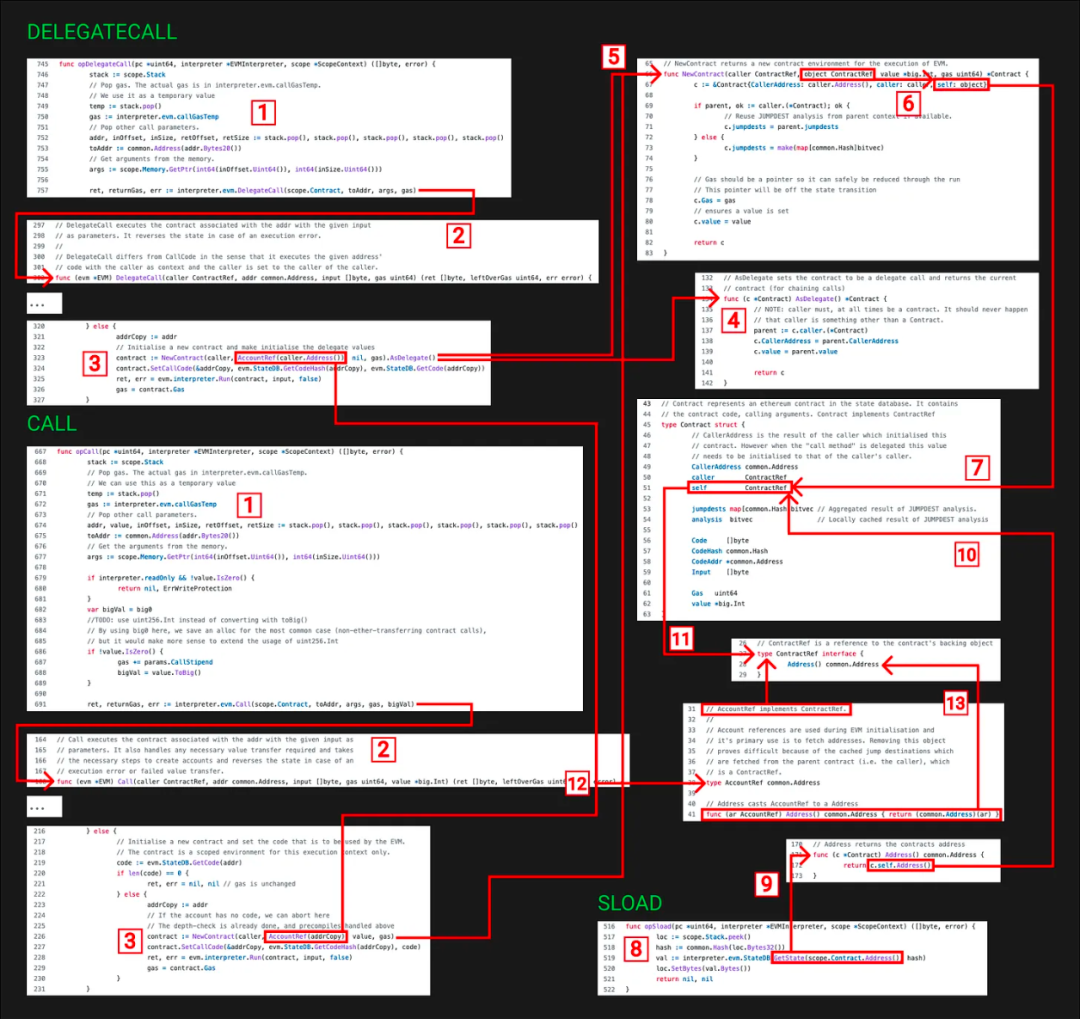 DELEGATECALL
745 func opDelegateCall(pc *uint64, interpreter *EVMInterpreter, scope *ScopeContext) ([]byte, error) {
746 stack := scope.Stack
747 // Pop gas. The actual gas is in interpreter.evm.callGasTemp.
748 // We use it as a temporary value
749 temp := stack.pop()
750 gas := interpreter.evm.callGasTemp
751 // Pop other call parameters.
752 addr, inOffset, inSize, retOffset, retSize := stack.pop(), stack.pop(), stack.pop(), stack.pop(), stack.pop()
753 toAddr := common.Address(addr.Bytes20())
754 // Get arguments from the memory.
755 args := scope.Memory.GetPtr(int64(inOffset.Uint64()), int64(inSize.Uint64()))
756
757 ret, returnGas, err := interpreter.evm.DelegateCall(scope.Contract, toAddr, args, gas)
1
297 // DelegateCall executes the contract associated with the addr with the given input
298 // as parameters. It reverses the state in case of an execution error.
299 //
300 // DelegateCall differs from CallCode in the sense that it executes the given address'
301 // code with the caller as context and the caller is set to the caller of the caller.
func (evm *EVM) DelegateCall(caller ContractRef, addr common.Address, input []byte, gas uint64) (ret []byte, leftOverGas uint64, err error) {
2
...
320 } else {
321 addrCopy := addr
322 // Initialise a new contract and make initialise the delegate values
323 contract := NewContract(caller, AccountRef(caller.Address()), nil, gas).AsDelegate()
324 contract.SetCallCode(&addrCopy, evm.StateDB.GetCodeHash(addrCopy), evm.StateDB.GetCode(addrCopy))
325 ret, err = evm.interpreter.Run(contract, input, false)
326 gas = contract.Gas
327 }
3
CALL
667 func opCall(pc *uint64, interpreter *EVMInterpreter, scope *ScopeContext) ([]byte, error) {
668 stack := scope.Stack
669 // Pop gas. The actual gas in interpreter.evm.callGasTemp.
670 // We can use this as a temporary value
671 temp := stack.pop()
672 gas := interpreter.evm.callGasTemp
673 // Pop other call parameters.
674 addr, value, inOffset, inSize, retOffset, retSize := stack.pop(), stack.pop(), stack.pop(), stack.pop(), stack.pop(), stack.pop()
675 toAddr := common.Address(addr.Bytes20())
676 // Get the arguments from the memory.
677 args := scope.Memory.GetPtr(int64(inOffset.Uint64()), int64(inSize.Uint64()))
678
679 if interpreter.readOnly && !value.IsZero() {
680 return nil, ErrWriteProtection
681 }
682 var bigVal = big0
683 //TODO: use uint256.Int instead of converting with toBig()
684 // By using big0 here, we save an alloc for the most common case (non-ether-transferring contract calls),
685 // but it would make more sense to extend the usage of uint256.Int
686 if !value.IsZero() {
687 gas += params.CallStipend
688 bigVal = value.ToBig()
689 }
690
691 ret, returnGas, err := interpreter.evm.Call(scope.Contract, toAddr, args, gas, bigVal)
1
164 // Call executes the contract associated with the addr with the given input as
165 // parameters. It also handles any necessary value transfer required and takes
166 // the necessary steps to create accounts and reverses the state in case of an
167 // execution error or failed value transfer.
func (evm *EVM) Call(caller ContractRef, addr common.Address, input []byte, gas uint64, value *big.Int) (ret []byte, leftOverGas uint64, err error)
2
...
216 } else {
217 // Initialise a new contract and set the code that is to be used by the EVM.
218 // The contract is a scoped environment for this execution context only.
219 code := evm.StateDB.GetCode(addr)
220 if len(code) == 0 {
221 ret, err = nil, nil // gas is unchanged
222 } else {
223 addrCopy := addr
224 // If the account has no code, we can abort here
225 // The depth-check is already done, and precompiles handled above
226 contract := NewContract(caller, AccountRef(addrCopy), value, gas)
227 contract.SetCallCode(&addrCopy, evm.StateDB.GetCodeHash(addrCopy), code)
228 ret, err = evm.interpreter.Run(contract, input, false)
229 gas = contract.Gas
230 }
231 }
3
5
65 // NewContract returns a new contract environment for the execution of EVM.
66 func NewContract(caller ContractRef, object ContractRef, value *big.Int, gas uint64) *Contract {
67 c := &Contract{CallerAddress: caller.Address(), caller: caller, self: object}
68
69 if parent, ok := caller.(*Contract); ok {
70 // Reuse JUMPDEST analysis from parent context if available.
71 c.jumpdests = parent.jumpdests
72 } else {
73 c.jumpdests = make(map[common.Hash]bitvec)
74 }
75
76 // Gas should be a pointer so it can safely be reduced through the run
77 // This pointer will be off the state transition
78 c.Gas = gas
79 // ensures a value is set
80 c.value = value
81
82 return c
83 }
6
132 // AsDelegate sets the contract to be a delegate call and returns the current
133 // contract (for chaining calls)
func (c *Contract) AsDelegate() *Contract {
135 // NOTE: caller must, at all times be a contract. It should never happen
136 // that caller is something other than a Contract.
137 parent := c.caller.(*Contract)
138 c.CallerAddress = parent.CallerAddress
139 c.value = parent.value
140
141 return c
142 }
4
43 // Contract represents an ethereum contract in the state database. It contains
44 // the contract code, calling arguments. Contract implements ContractRef
45 type Contract struct {
46 // CallerAddress is the result of the caller which initialised this
47 // contract. However when the "call method" is delegated this value
48 // needs to be initialised to that of the caller's caller.
49 CallerAddress common.Address
50 caller ContractRef
51 self ContractRef
52
53 jumpdests map[common.Hash]bitvec // Aggregated result of JUMPDEST analysis.
54 analysis bitvec // Locally cached result of JUMPDEST analysis
55
56 Code []byte
57 CodeHash common.Hash
58 CodeAddr *common.Address
59 Input []byte
60
61 Gas uint64
62 value *big.Int
63 }
7
10
11
26 // ContractRef is a reference to the contract's backing object
type ContractRef interface {
28 Address() common.Address
29 }
13
31 // AccountRef implements ContractRef.
32 //
33 // Account references are used during EVM initialisation and
34 // it's primary use is to fetch addresses. Removing this object
35 // proves difficult because of the cached jump destinations which
36 // are fetched from the parent contract (i.e. the caller), which
37 // is a ContractRef.
type AccountRef common.Address
39
40 // Address casts AccountRef to a Address
41 func (ar AccountRef) Address() common.Address { return (common.Address)(ar) }
12
170 // Address returns the contracts address
func (c *Contract) Address() common.Address {
172 return c.self.Address()
173 }
9
SLOAD
516 func opSload(pc *uint64, interpreter *EVMInterpreter, scope *ScopeContext) ([]byte, error) {
517 loc := scope.Stack.peek()
518 hash := common.Hash(loc.Bytes32())
519 val := interpreter.evm.StateDB.GetState(scope.Contract.Address(), hash)
520 loc.SetBytes(val.Bytes())
521 return nil, nil
522 }
8